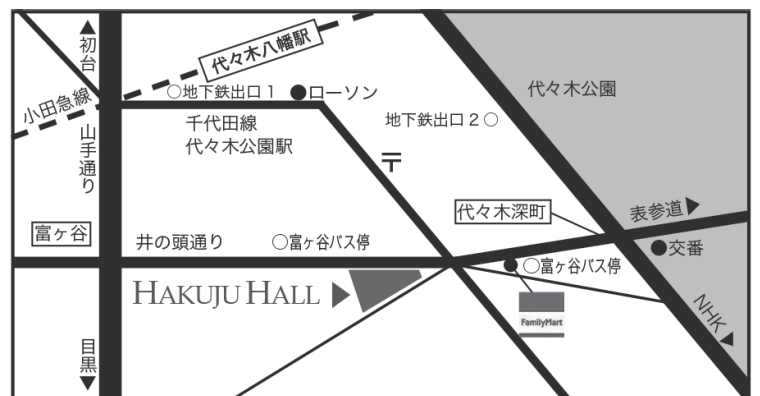 初台
代々木八幡駅
小田急線
地下鉄出口1
ローソン
代々木公園
千代田線
代々木公園駅
地下鉄出口2
〒
山手通り
代々木深町
表参道
富ヶ谷
井の頭通り
富ヶ谷バス停
交番
富ヶ谷バス停
HAKUJU HALL
FamilyMart
NHK
目黒